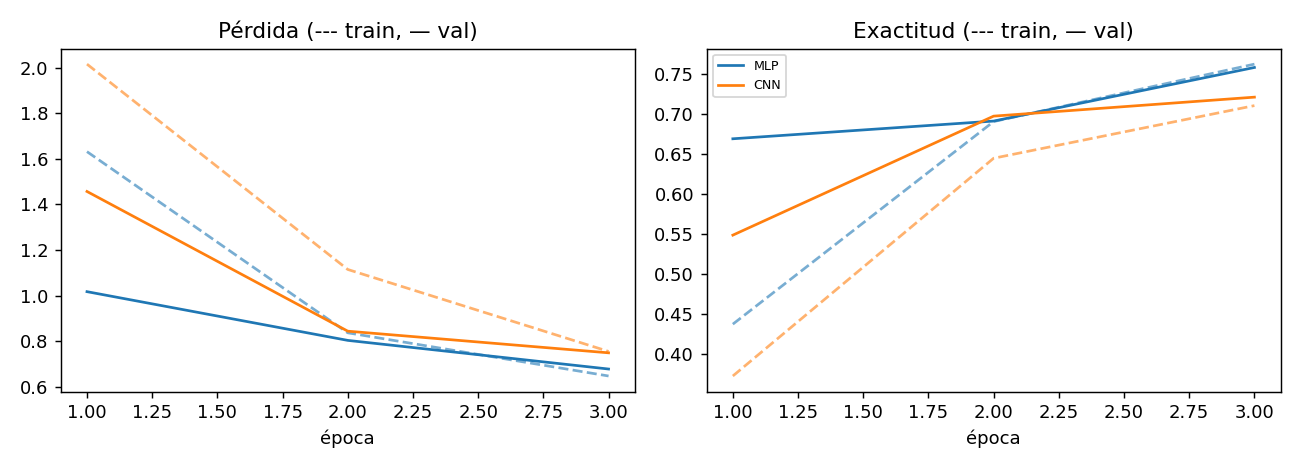 Pérdida (--- train, — val)
2.0
1.8
1.6
1.4
1.2
1.0
0.8
0.6
1.00 1.25 1.50 1.75 2.00 2.25 2.50 2.75 3.00
época
Exactitud (--- train, — val)
MLP
CNN
0.75
0.70
0.65
0.60
0.55
0.50
0.45
0.40
1.00 1.25 1.50 1.75 2.00 2.25 2.50 2.75 3.00
época